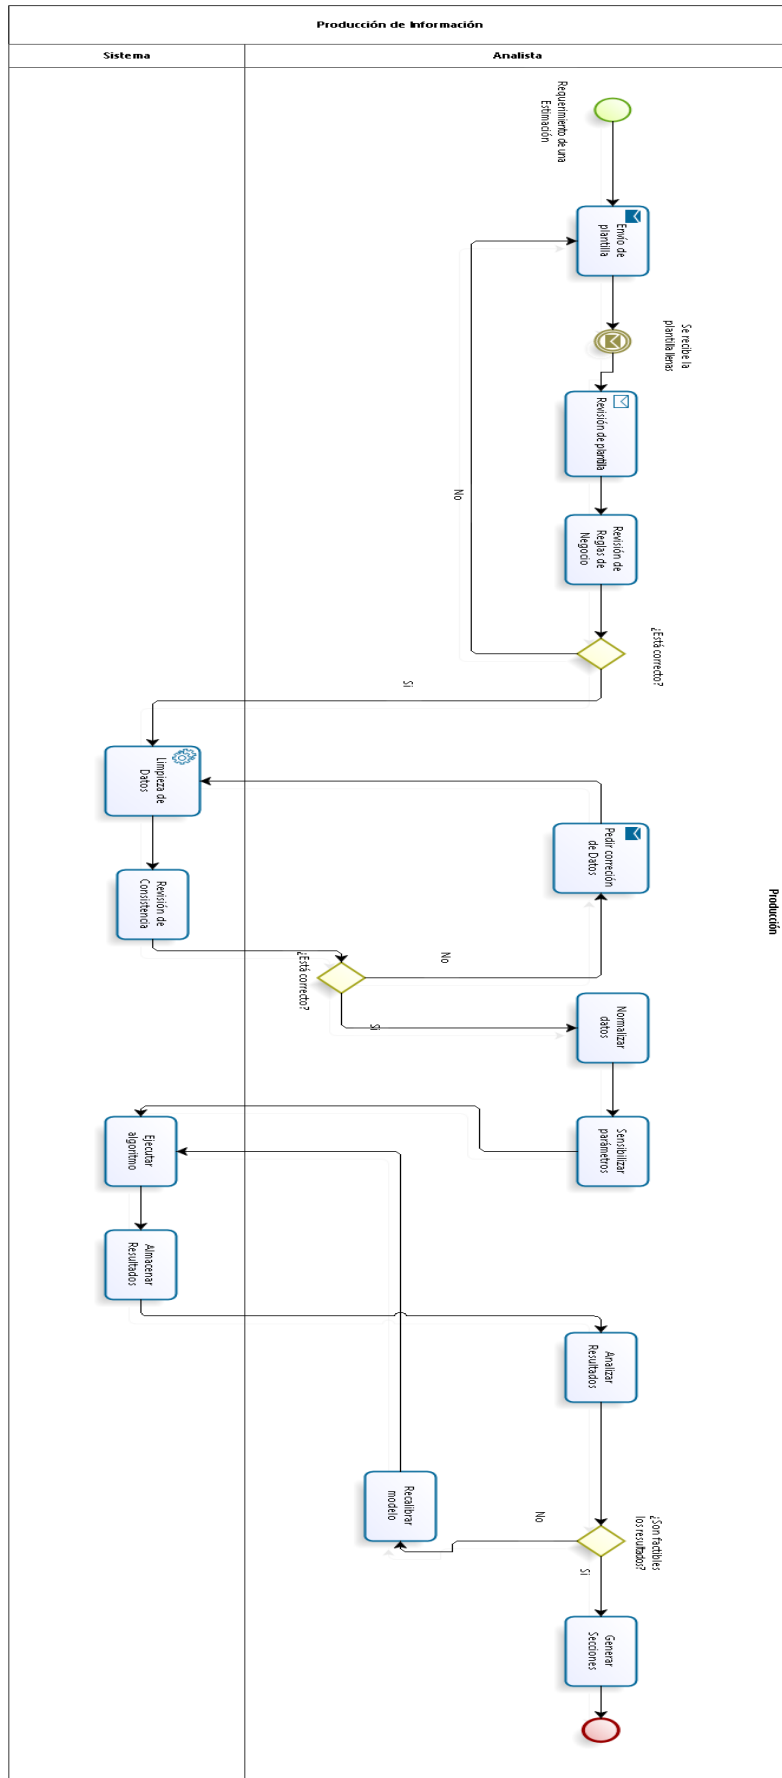 Producción de Información
Sistema
Analista
Requerimiento de una
Estimación
Envío de
plantilla
Se recibe la
plantilla llenas
Revisión de plantilla
Revisión de
Reglas de
Negocio
¿Está correcto?
No
Si
Limpieza de
Datos
Pedir correción
de Datos
Revisión de
Consistencia
Producción
¿Está correcto?
No
Si
Normalizar
datos
Sensibilizar
parámetros
Ejecutar
algoritmo
Almacenar
Resultados
Analizar
Resultados
Recalibrar
modelo
¿Son factibles
los resultados?
No
Si
Generar
Secciones